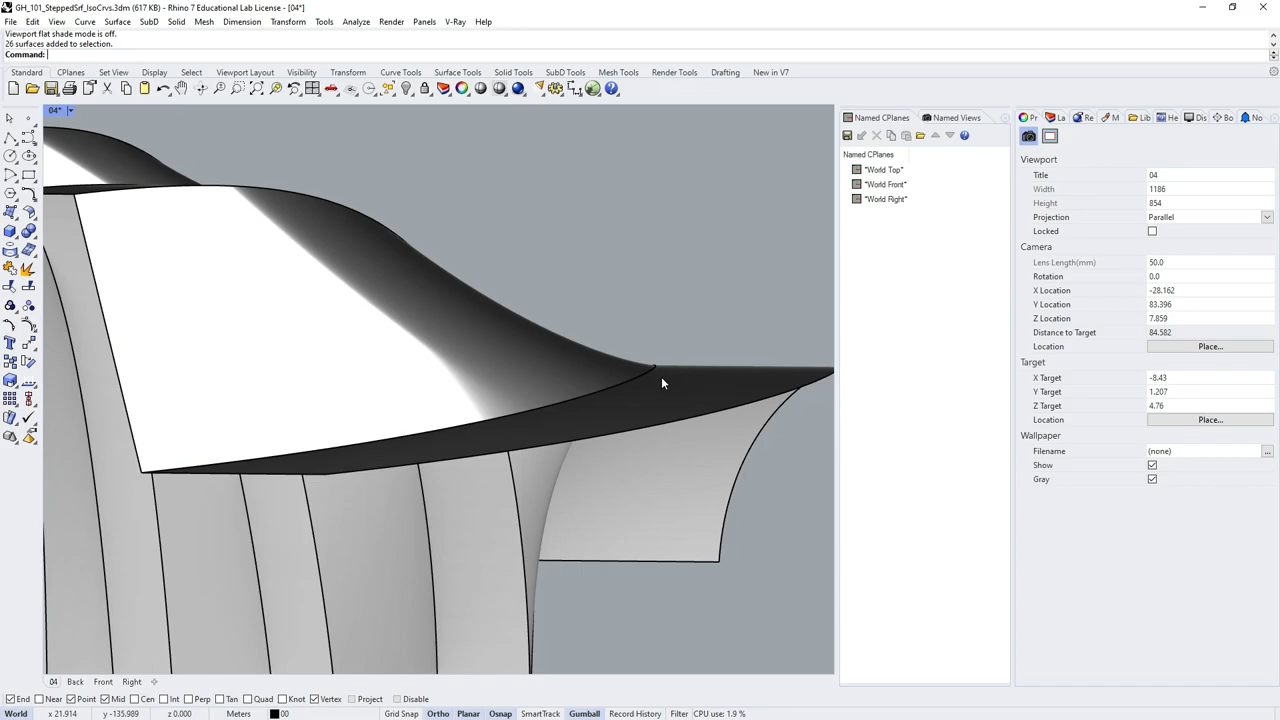 GH_101_SteppedSrf_IsoCrvs.3dm (617 KB) - Rhino 7 Educational Lab License - [04*]
File Edit View Curve Surface SubD Solid Mesh Dimension Transform Tools Analyze Render Panels V-Ray Help
Viewport flat shade mode is off.
26 surfaces added to selection.
Command:
Standard CPlanes Set View Display Select Viewport Layout Visibility Transform Curve Tools Surface Tools Solid Tools SubD Tools Mesh Tools Render Tools Drafting New in V7
04*
Named CPlanes Named Views
Named CPlanes
"World Top"
"World Front"
"World Right"
Pr La Re M Lib He Dis Bo No
Viewport
Title 04
Width 1186
Height 854
Projection Parallel
Locked
Camera
Lens Length(mm) 50.0
Rotation 0.0
X Location -28.162
Y Location 83.396
Z Location 7.859
Distance to Target 84.582
Location Place...
Target
X Target -8.43
Y Target 1.207
Z Target 4.76
Location Place...
Wallpaper
Filename (none) ...
Show
Gray
04 Back Front Right
End Near Point Mid Cen Int Perp Tan Quad Knot Vertex Project Disable
World x 21.914 y -135.989 z 0.000 Meters 00 Grid Snap Ortho Planar Osnap SmartTrack Gumball Record History Filter CPU use: 1.9 %